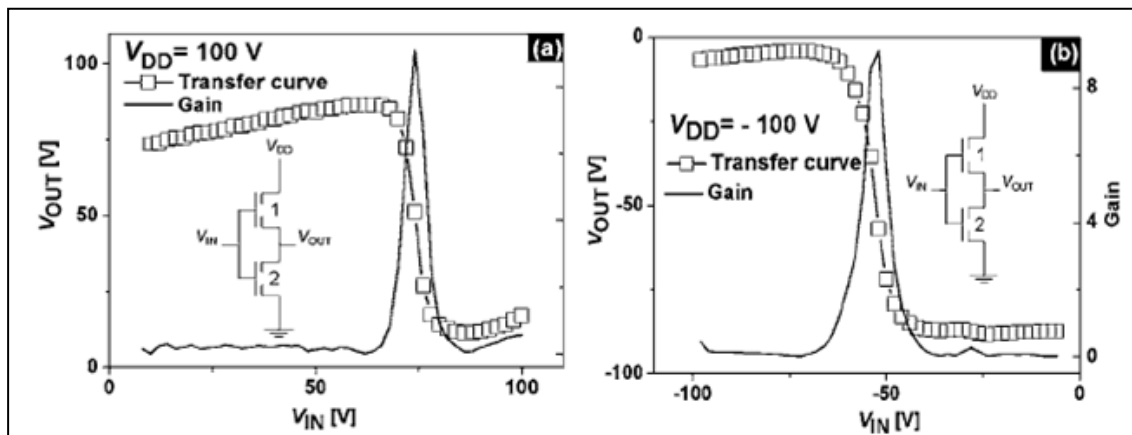 (a)
V_DD= 100 V
Transfer curve
Gain
V_OUT [V]
100
50
0
V_DD
1
V_IN
V_OUT
2
0
50
100
V_IN [V]
(b)
V_DD= - 100 V
Transfer curve
Gain
V_OUT [V]
0
-50
-100
V_DD
1
V_IN
V_OUT
2
8
4
0
Gain
-100
-50
0
V_IN [V]